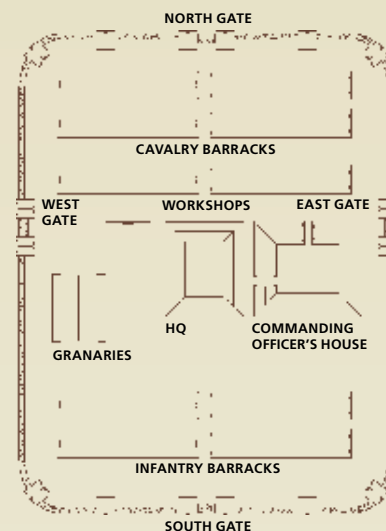 NORTH GATE
CAVALRY BARRACKS
WEST
GATE
WORKSHOPS
EAST GATE
HQ
COMMANDING
OFFICER'S HOUSE
GRANARIES
INFANTRY BARRACKS
SOUTH GATE